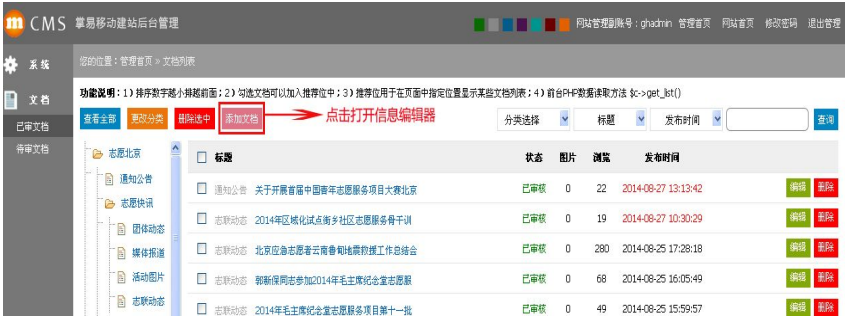 m CMS 掌易移动建站后台管理 网站管理副账号：ghadmin 管理首页 网站首页 修改密码 退出管理
系统 您的位置：管理首页 » 文档列表
功能说明：1）排序数字越小排越前面；2）勾选文档可以加入推荐位中；3）推荐位用于在页面中指定位置显示某些文档列表；4）前台PHP数据读取方法 $c->get_list()
文档
查看全部 更改分类 删除选中 添加文档 点击打开信息编辑器 分类选择 标题 发布时间 查询
已审文档
待审文档
志愿北京
通知公告
志愿快讯
团体动态
媒体报道
活动图片
志联动态
标题 状态 图片 浏览 发布时间
通知公告 关于开展首届中国青年志愿服务项目大赛北京 已审核 0 22 2014-08-27 13:13:42 编辑 删除
志联动态 2014年区域化试点街乡社区志愿服务骨干训 已审核 0 19 2014-08-27 10:30:29 编辑 删除
志联动态 北京应急志愿者云南鲁甸地震救援工作总结会 已审核 0 280 2014-08-25 17:28:18 编辑 删除
志联动态 郭新保同志参加2014年毛主席纪念堂志愿服 已审核 0 68 2014-08-25 16:05:49 编辑 删除
志联动态 2014年毛主席纪念堂志愿服务项目第十一批 已审核 0 49 2014-08-25 15:59:57 编辑 删除